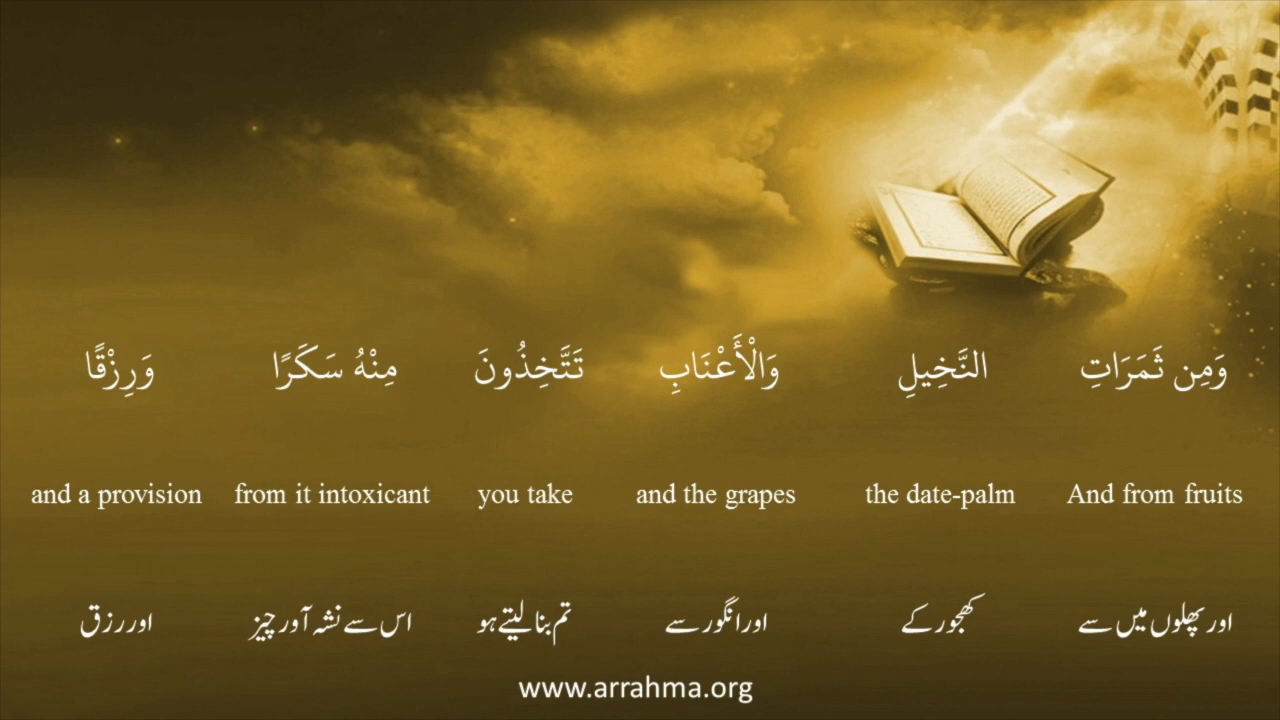 وَمِن ثَمَرَاتِ النَّخِيلِ وَالْأَعْنَابِ تَتَّخِذُونَ مِنْهُ سَكَرًا وَرِزْقًا
and a provision from it intoxicant you take and the grapes the date-palm And from fruits
اور پھلوں میں سے کھجور کے اور انگور سے تم بنا لیتے ہو اس سے نشہ آور چیز اور رزق
www.arrahma.org